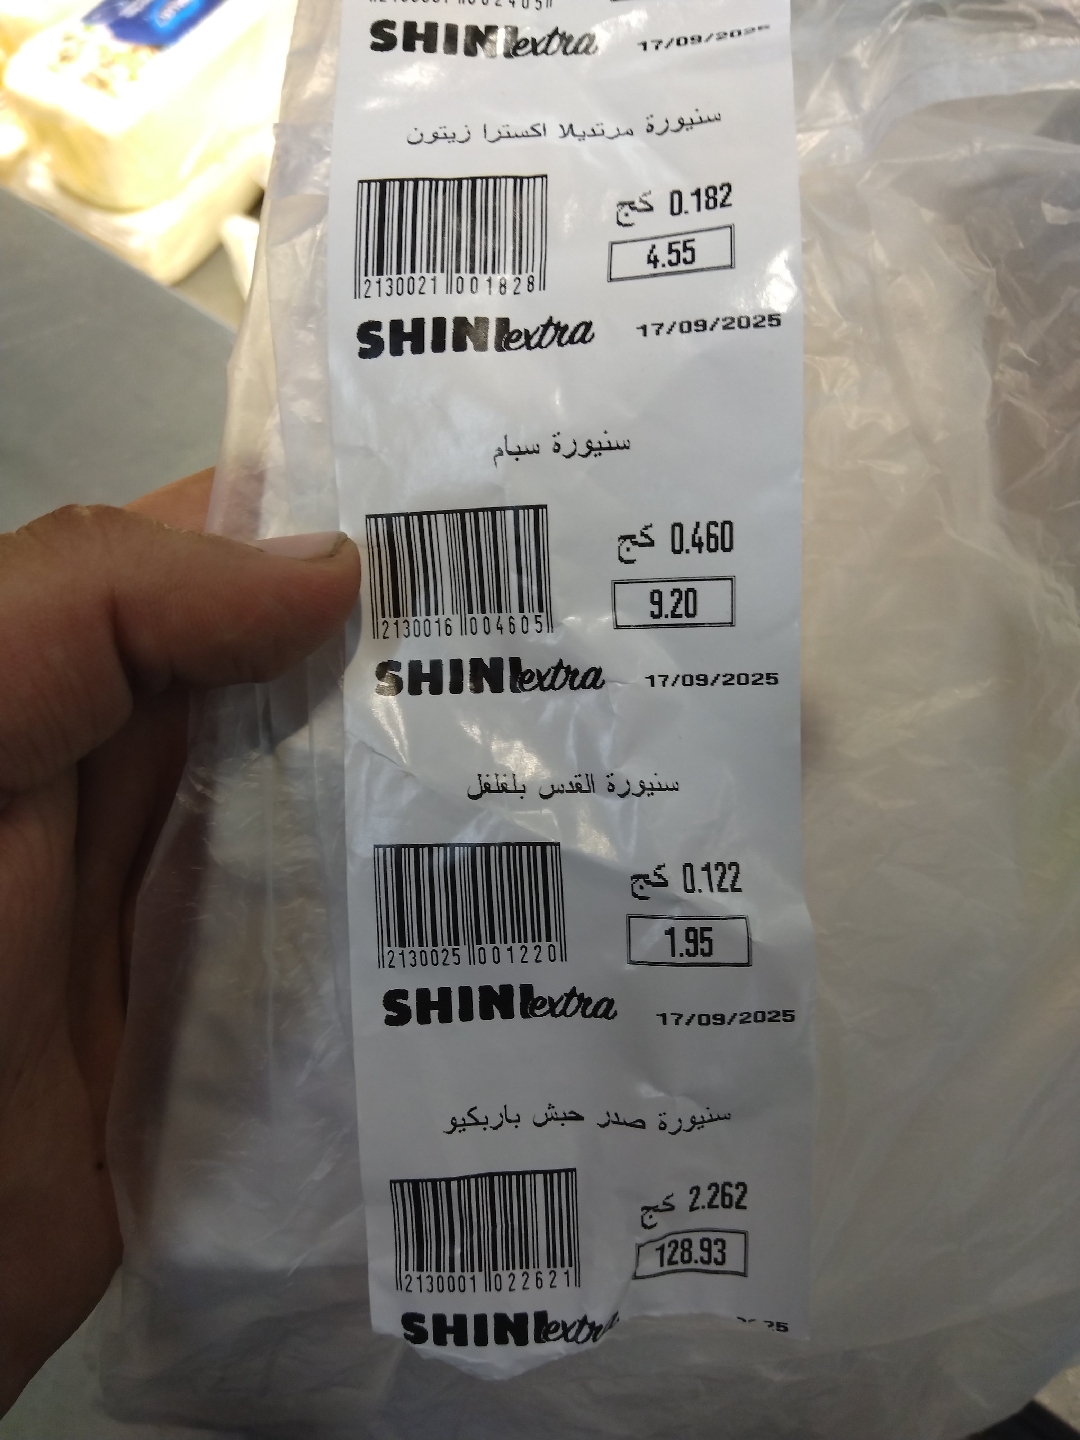 SHINI extra 17/09/2025
سنيورة مرتديلا اكسترا زيتون
0.182 كج
4.55
2130021 001828
SHINI extra 17/09/2025
سنيورة سبام
0.460 كج
9.20
2130016 004605
SHINI extra 17/09/2025
سنيورة القدس بلفلفل
0.122 كج
1.95
2130025 001220
SHINI extra 17/09/2025
سنيورة صدر حبش باربكيو
2.262 كج
128.93
2130001 022621
SHINI extra